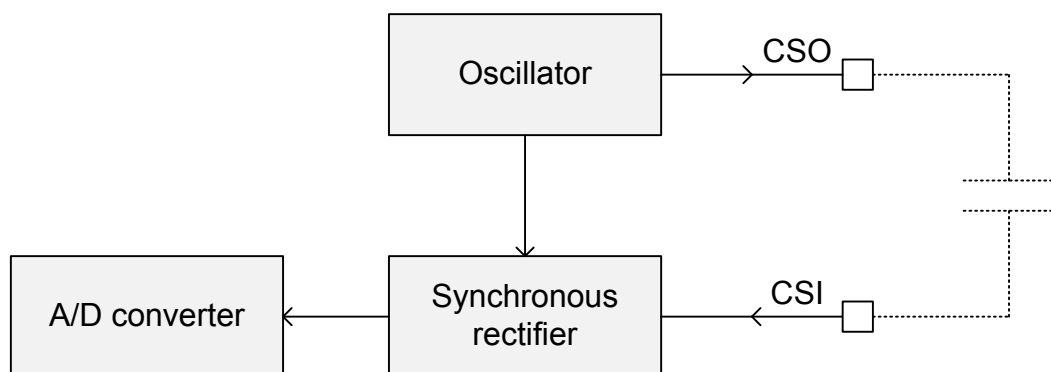 Oscillator
CSO
A/D converter
Synchronous
rectifier
CSI